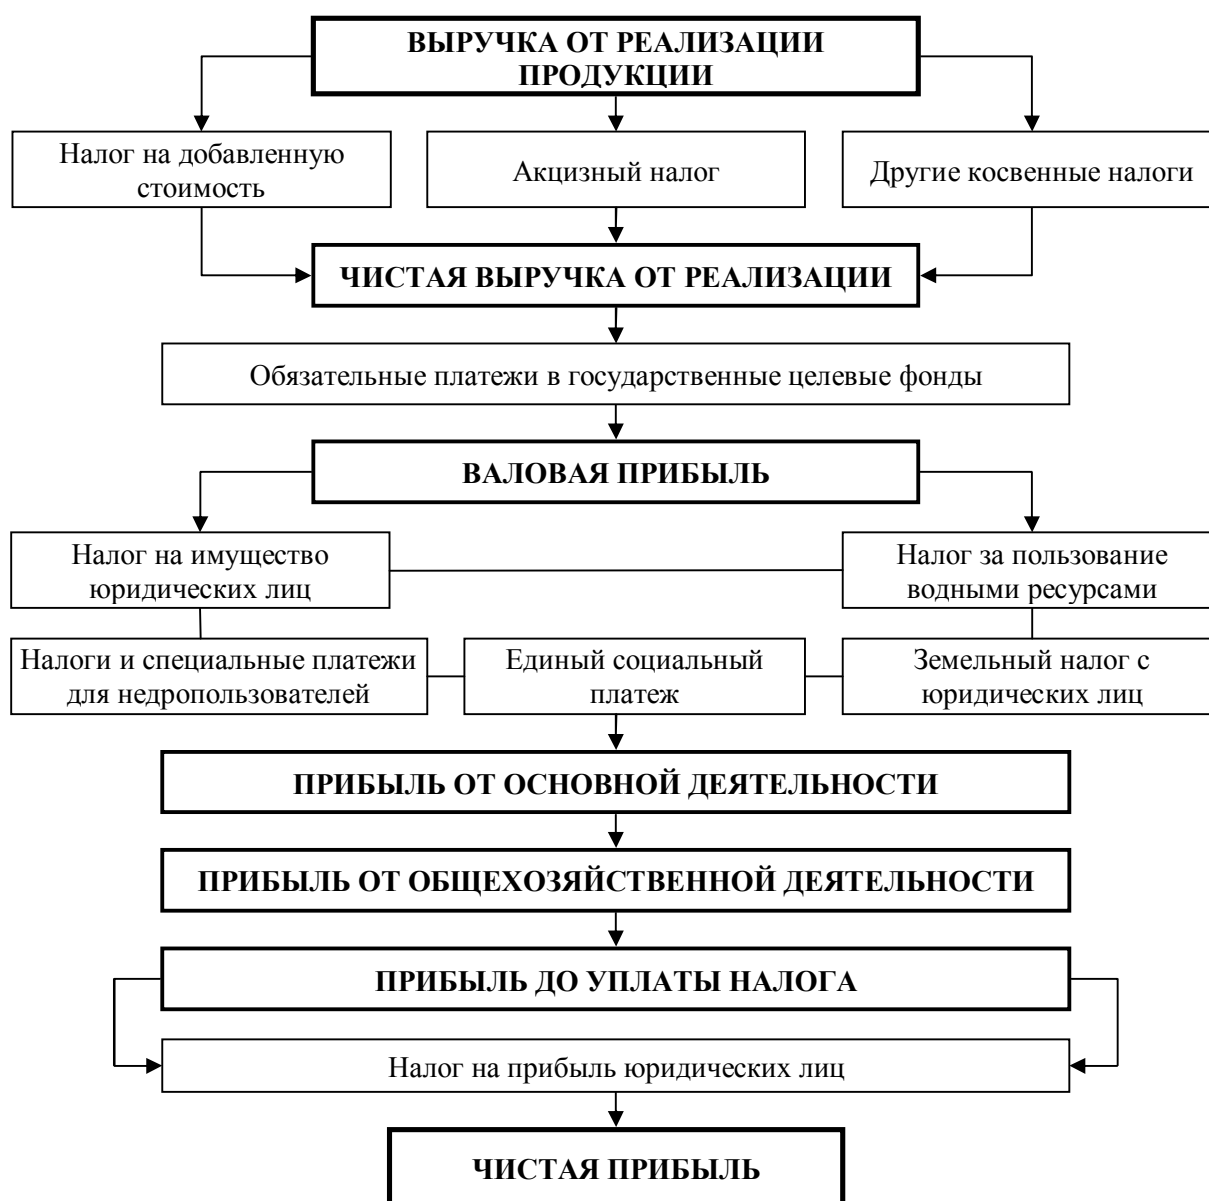 ВЫРУЧКА ОТ РЕАЛИЗАЦИИ
ПРОДУКЦИИ
Налог на добавленную
стоимость
Акцизный налог
Другие косвенные налоги
ЧИСТАЯ ВЫРУЧКА ОТ РЕАЛИЗАЦИИ
Обязательные платежи в государственные целевые фонды
ВАЛОВАЯ ПРИБЫЛЬ
Налог на имущество
юридических лиц
Налог за пользование
водными ресурсами
Налоги и специальные платежи
для недропользователей
Единый социальный
платеж
Земельный налог с
юридических лиц
ПРИБЫЛЬ ОТ ОСНОВНОЙ ДЕЯТЕЛЬНОСТИ
ПРИБЫЛЬ ОТ ОБЩЕХОЗЯЙСТВЕННОЙ ДЕЯТЕЛЬНОСТИ
ПРИБЫЛЬ ДО УПЛАТЫ НАЛОГА
Налог на прибыль юридических лиц
ЧИСТАЯ ПРИБЫЛЬ